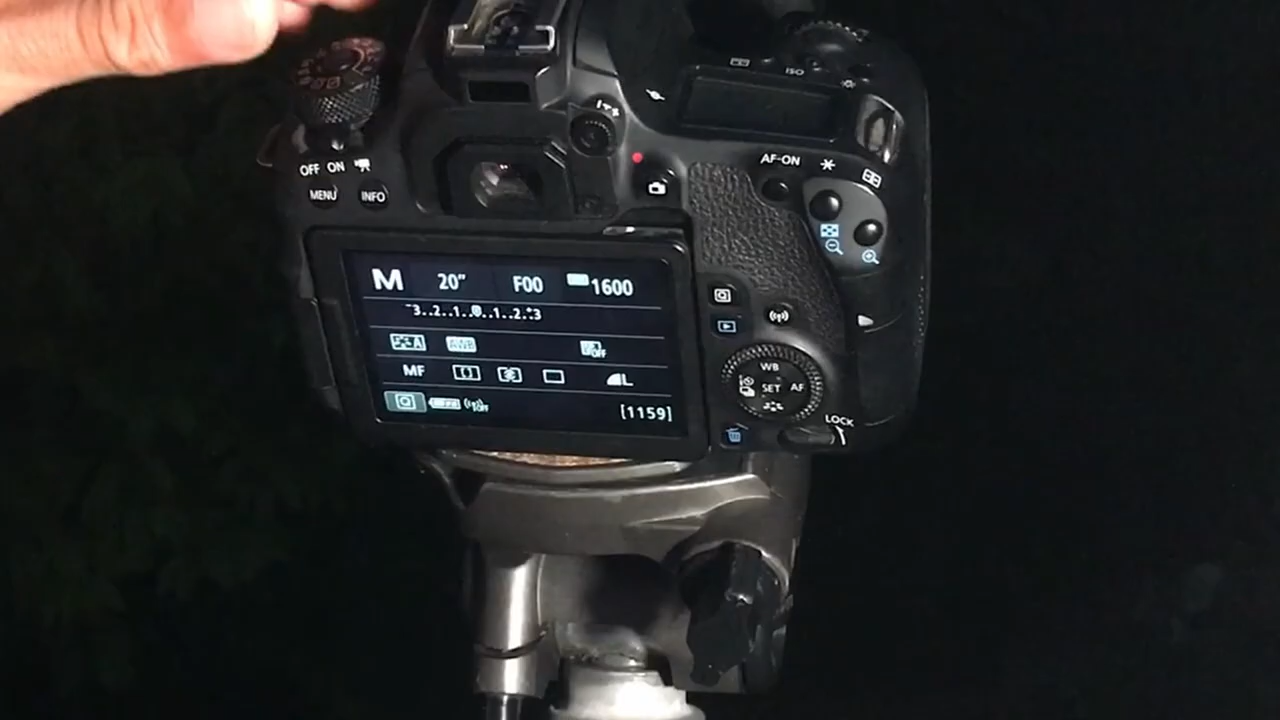 ISO
OFF ON
AF-ON
MENU INFO
M 20" F00 1600
-3..2..1..0..1..2..+3
A AWB OFF
MF L
[1159]
Q
WB
SET AF
LOCK